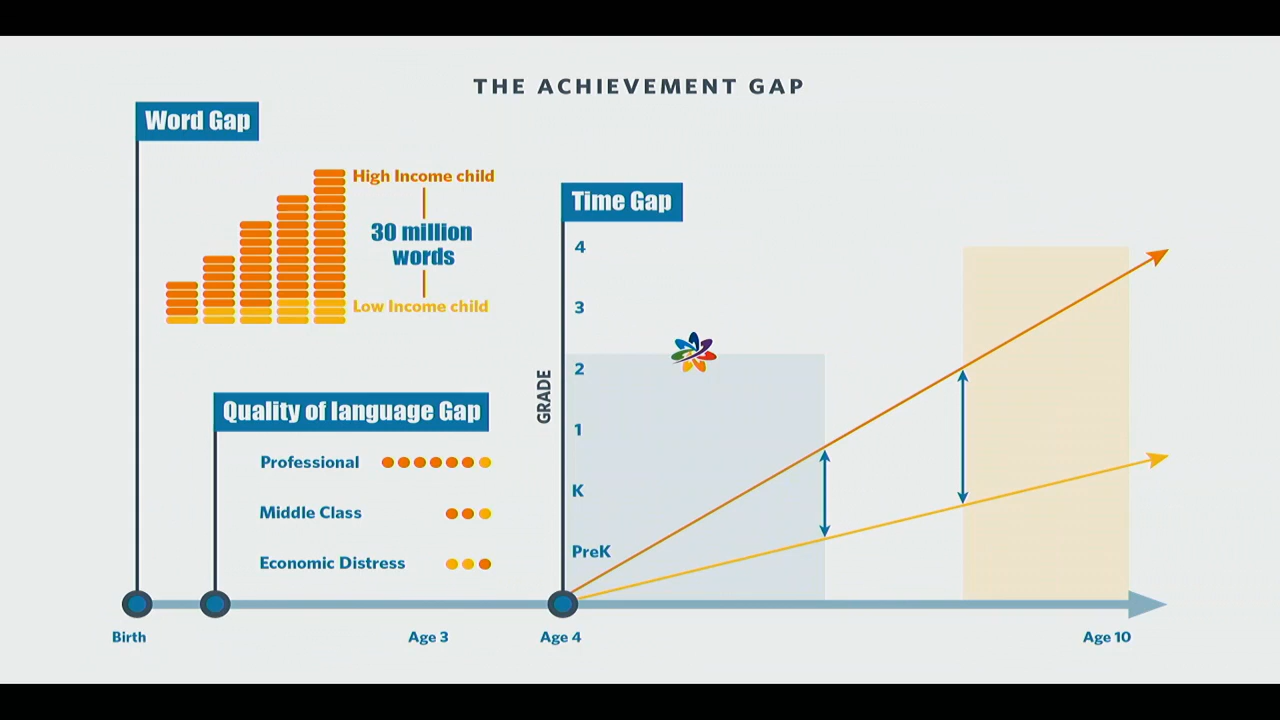 THE ACHIEVEMENT GAP
Word Gap
High Income child
30 million
words
Low Income child
Quality of language Gap
Professional
Middle Class
Economic Distress
Time Gap
GRADE
4
3
2
1
K
PreK
Birth
Age 3
Age 4
Age 10